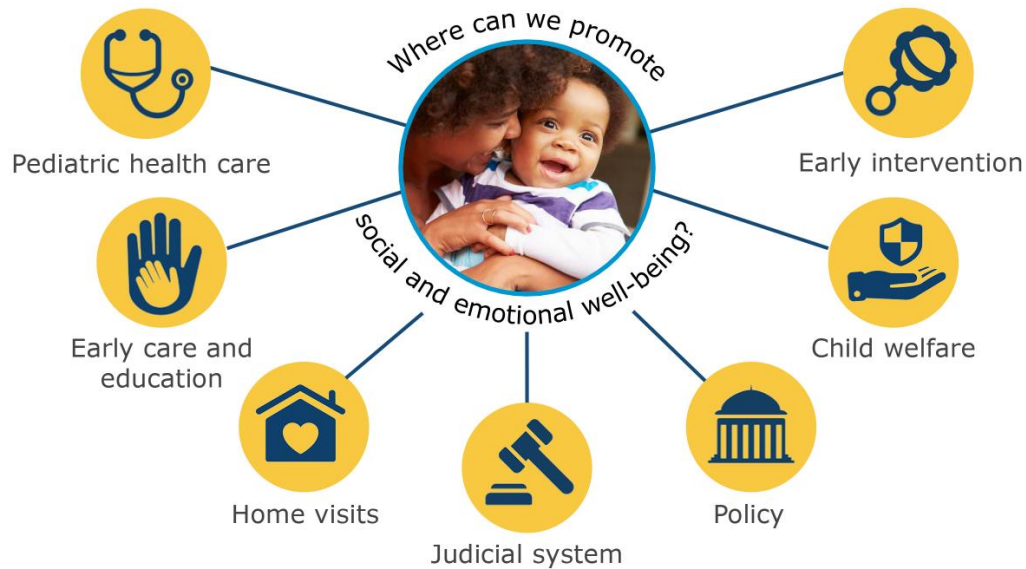 Where can we promote
social and emotional well-being?
Pediatric health care
Early intervention
Early care and
education
Child welfare
Home visits
Policy
Judicial system